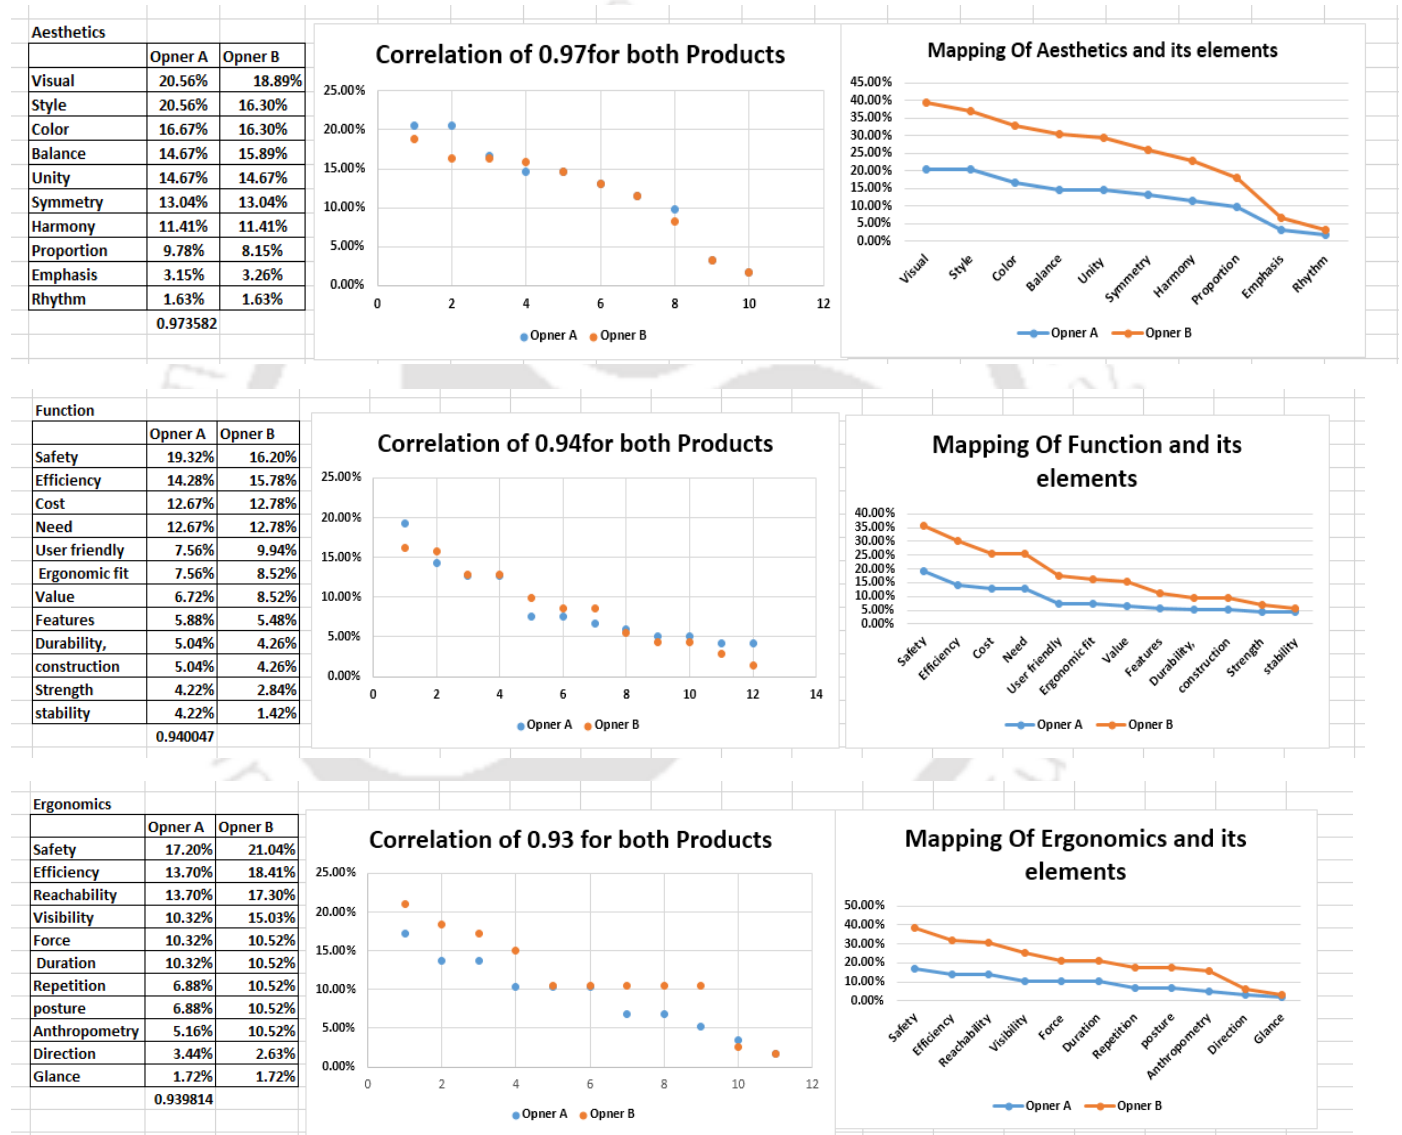 Aesthetics
Opner A Opner B
Visual 20.56% 18.89%
Style 20.56% 16.30%
Color 16.67% 16.30%
Balance 14.67% 15.89%
Unity 14.67% 14.67%
Symmetry 13.04% 13.04%
Harmony 11.41% 11.41%
Proportion 9.78% 8.15%
Emphasis 3.15% 3.26%
Rhythm 1.63% 1.63%
0.973582
Correlation of 0.97for both Products
25.00%
20.00%
15.00%
10.00%
5.00%
0.00%
0 2 4 6 8 10 12
Opner A Opner B
Mapping Of Aesthetics and its elements
45.00%
40.00%
35.00%
30.00%
25.00%
20.00%
15.00%
10.00%
5.00%
0.00%
Visual Style Color Balance Unity Symmetry Harmony Proportion Emphasis Rhythm
Opner A Opner B
Function
Opner A Opner B
Safety 19.32% 16.20%
Efficiency 14.28% 15.78%
Cost 12.67% 12.78%
Need 12.67% 12.78%
User friendly 7.56% 9.94%
Ergonomic fit 7.56% 8.52%
Value 6.72% 8.52%
Features 5.88% 5.48%
Durability, 5.04% 4.26%
construction 5.04% 4.26%
Strength 4.22% 2.84%
stability 4.22% 1.42%
0.940047
Correlation of 0.94for both Products
25.00%
20.00%
15.00%
10.00%
5.00%
0.00%
0 2 4 6 8 10 12 14
Opner A Opner B
Mapping Of Function and its
elements
40.00%
35.00%
30.00%
25.00%
20.00%
15.00%
10.00%
5.00%
0.00%
Safety Efficiency Cost Need User friendly Ergonomic fit Value Features Durability, construction Strength stability
Opner A Opner B
Ergonomics
Opner A Opner B
Safety 17.20% 21.04%
Efficiency 13.70% 18.41%
Reachability 13.70% 17.30%
Visibility 10.32% 15.03%
Force 10.32% 10.52%
Duration 10.32% 10.52%
Repetition 6.88% 10.52%
posture 6.88% 10.52%
Anthropometry 5.16% 10.52%
Direction 3.44% 2.63%
Glance 1.72% 1.72%
0.939814
Correlation of 0.93 for both Products
25.00%
20.00%
15.00%
10.00%
5.00%
0.00%
0 2 4 6 8 10 12
Opner A Opner B
Mapping Of Ergonomics and its
elements
50.00%
40.00%
30.00%
20.00%
10.00%
0.00%
Safety Efficiency Reachability Visibility Force Duration Repetition posture Anthropometry Direction Glance
Opner A Opner B